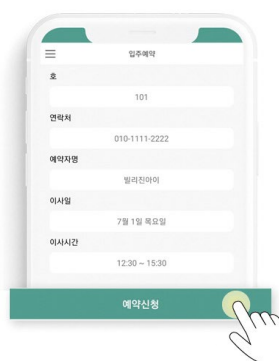 입주예약
호
101
연락처
010-1111-2222
예약자명
빌리진아이
이사일
7월 1일 목요일
이사시간
12:30 ~ 15:30
예약신청